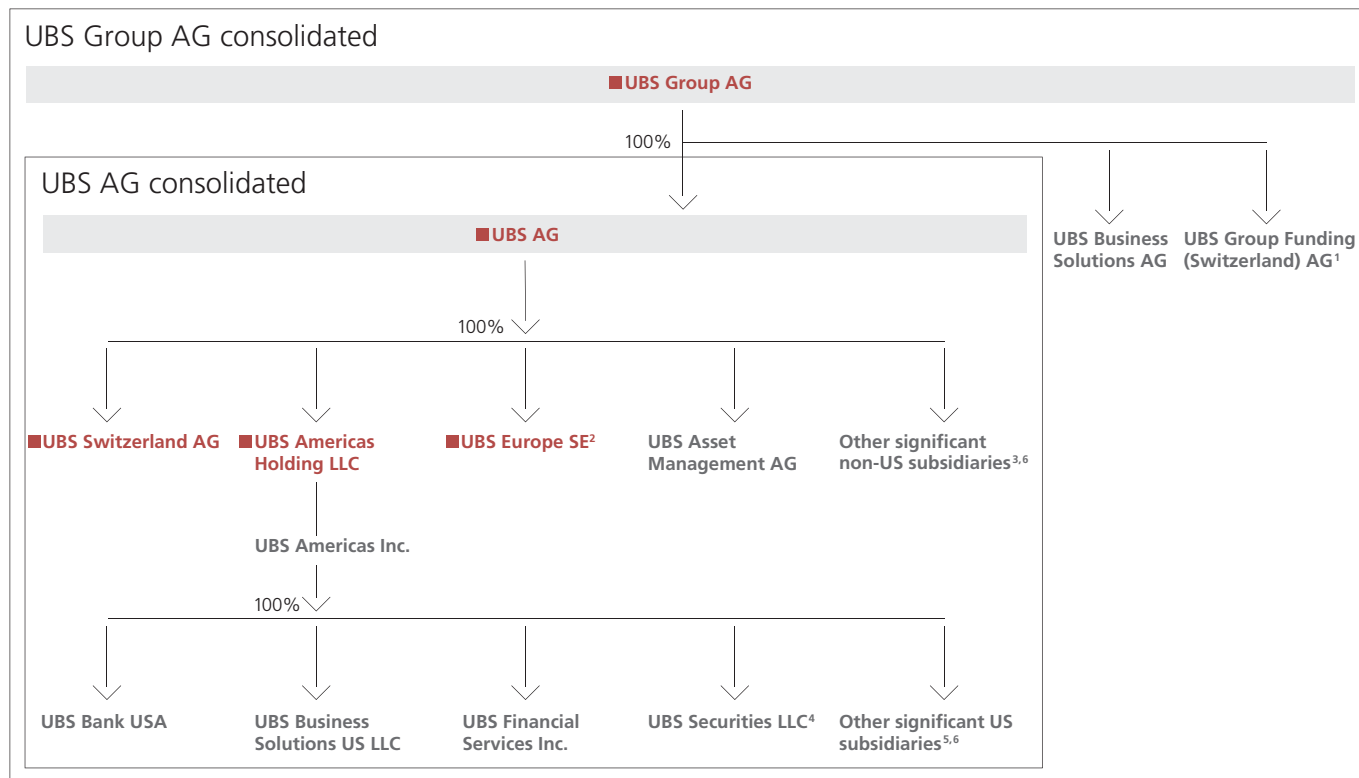 UBS Group AG consolidated
■UBS Group AG
100%
UBS AG consolidated
■UBS AG
UBS Business
Solutions AG
UBS Group Funding
(Switzerland) AG¹
100%
■UBS Switzerland AG
■UBS Americas
Holding LLC
■UBS Europe SE²
UBS Asset
Management AG
Other significant
non-US subsidiaries³,⁶
UBS Americas Inc.
100%
UBS Bank USA
UBS Business
Solutions US LLC
UBS Financial
Services Inc.
UBS Securities LLC⁴
Other significant US
subsidiaries⁵,⁶